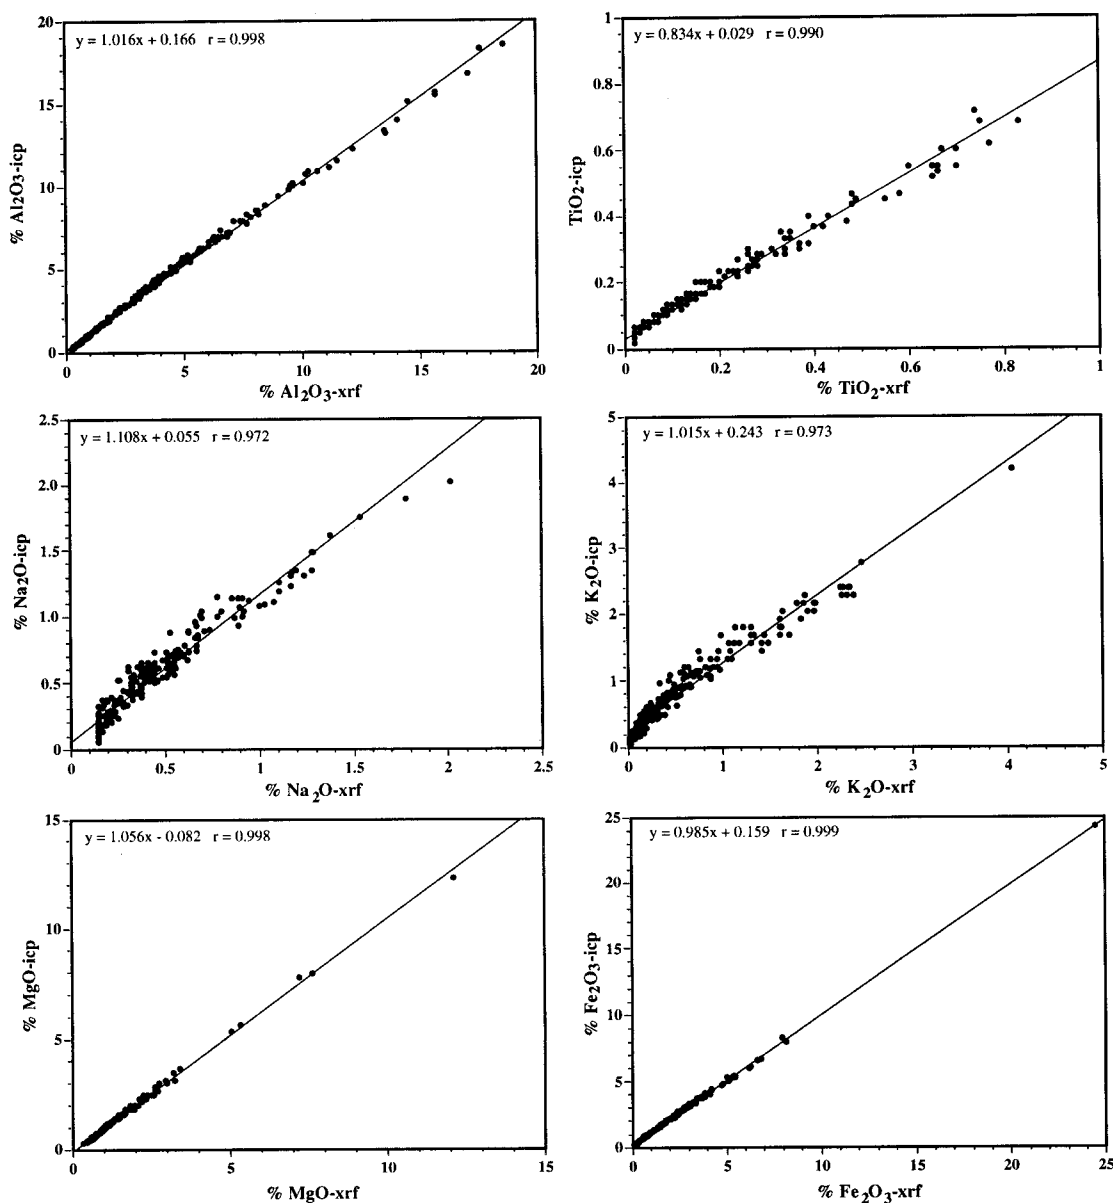 y = 1.016x + 0.166 r = 0.998
20
15
10
5
0
% Al2O3-icp
0 5 10 15 20
% Al2O3-xrf
y = 0.834x + 0.029 r = 0.990
1
0.8
0.6
0.4
0.2
0
TiO2-icp
0 0.2 0.4 0.6 0.8 1
% TiO2-xrf
y = 1.108x + 0.055 r = 0.972
2.5
2.0
1.5
1.0
0.5
0
% Na2O-icp
0 0.5 1 1.5 2 2.5
% Na2O-xrf
y = 1.015x + 0.243 r = 0.973
5
4
3
2
1
0
% K2O-icp
0 1 2 3 4 5
% K2O-xrf
y = 1.056x - 0.082 r = 0.998
15
10
5
0
% MgO-icp
0 5 10 15
% MgO-xrf
y = 0.985x + 0.159 r = 0.999
25
20
15
10
5
0
% Fe2O3-icp
0 5 10 15 20 25
% Fe2O3-xrf